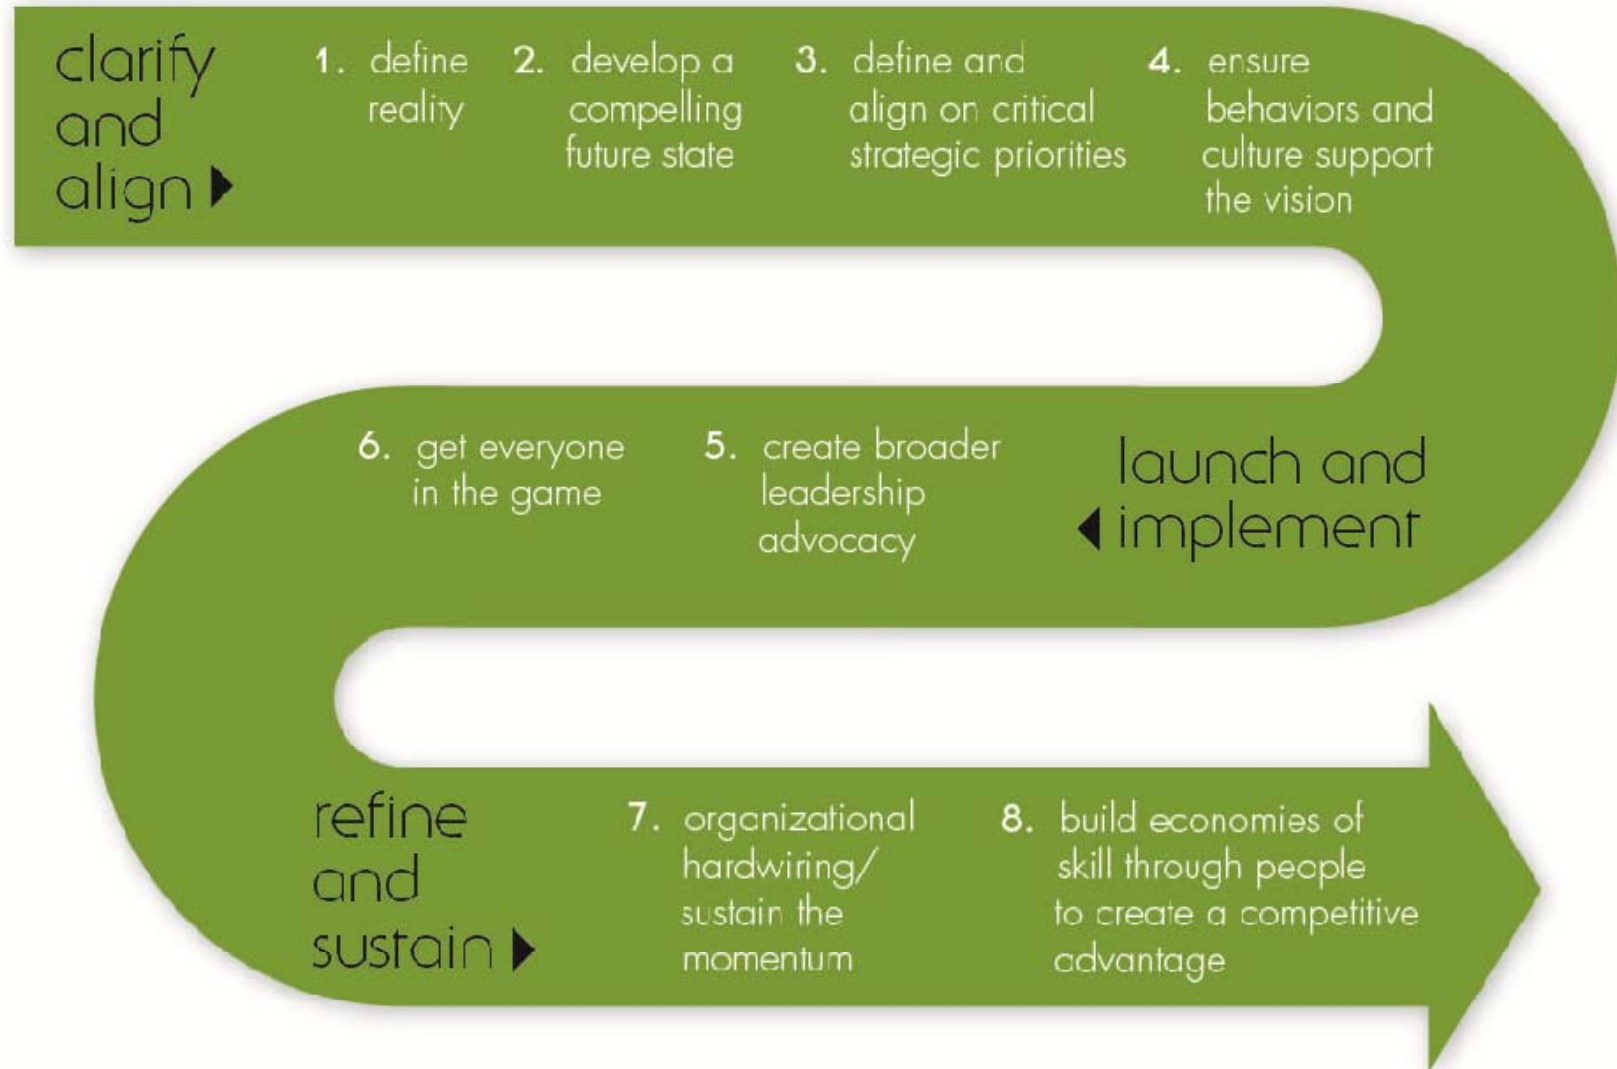 clarify
and
align
1. define
reality
2. develop a
compelling
future state
3. define and
align on critical
strategic priorities
4. ensure
behaviors and
culture support
the vision
launch and
implement
5. create broader
leadership
advocacy
6. get everyone
in the game
refine
and
sustain
7. organizational
hardwiring/
sustain the
momentum
8. build economies of
skill through people
to create a competitive
advantage